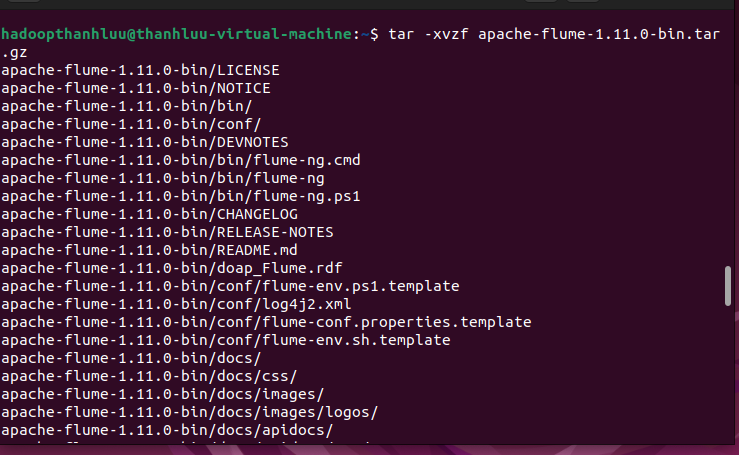 hadoopthanhluu@thanhluu-virtual-machine:~$ tar -xvzf apache-flume-1.11.0-bin.tar
.gz
apache-flume-1.11.0-bin/LICENSE
apache-flume-1.11.0-bin/NOTICE
apache-flume-1.11.0-bin/bin/
apache-flume-1.11.0-bin/conf/
apache-flume-1.11.0-bin/DEVNOTES
apache-flume-1.11.0-bin/bin/flume-ng.cmd
apache-flume-1.11.0-bin/bin/flume-ng
apache-flume-1.11.0-bin/bin/flume-ng.ps1
apache-flume-1.11.0-bin/CHANGELOG
apache-flume-1.11.0-bin/RELEASE-NOTES
apache-flume-1.11.0-bin/README.md
apache-flume-1.11.0-bin/doap_Flume.rdf
apache-flume-1.11.0-bin/conf/flume-env.ps1.template
apache-flume-1.11.0-bin/conf/log4j2.xml
apache-flume-1.11.0-bin/conf/flume-conf.properties.template
apache-flume-1.11.0-bin/conf/flume-env.sh.template
apache-flume-1.11.0-bin/docs/
apache-flume-1.11.0-bin/docs/css/
apache-flume-1.11.0-bin/docs/images/
apache-flume-1.11.0-bin/docs/images/logos/
apache-flume-1.11.0-bin/docs/apidocs/